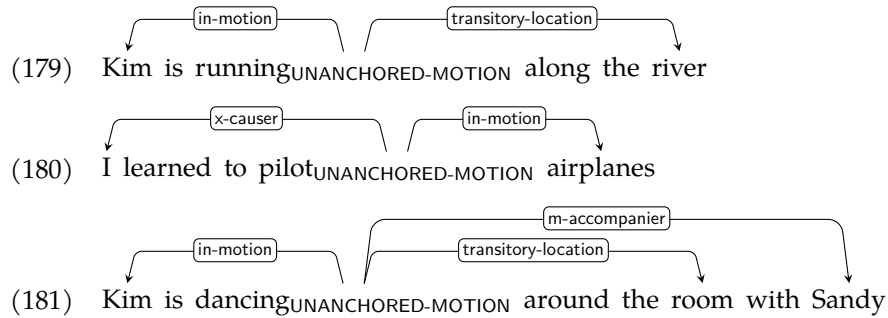 in-motion transitory-location
(179) Kim is runningUNANCHORED-MOTION along the river
x-causer in-motion
(180) I learned to pilotUNANCHORED-MOTION airplanes
m-accompanier
in-motion transitory-location
(181) Kim is dancingUNANCHORED-MOTION around the room with Sandy